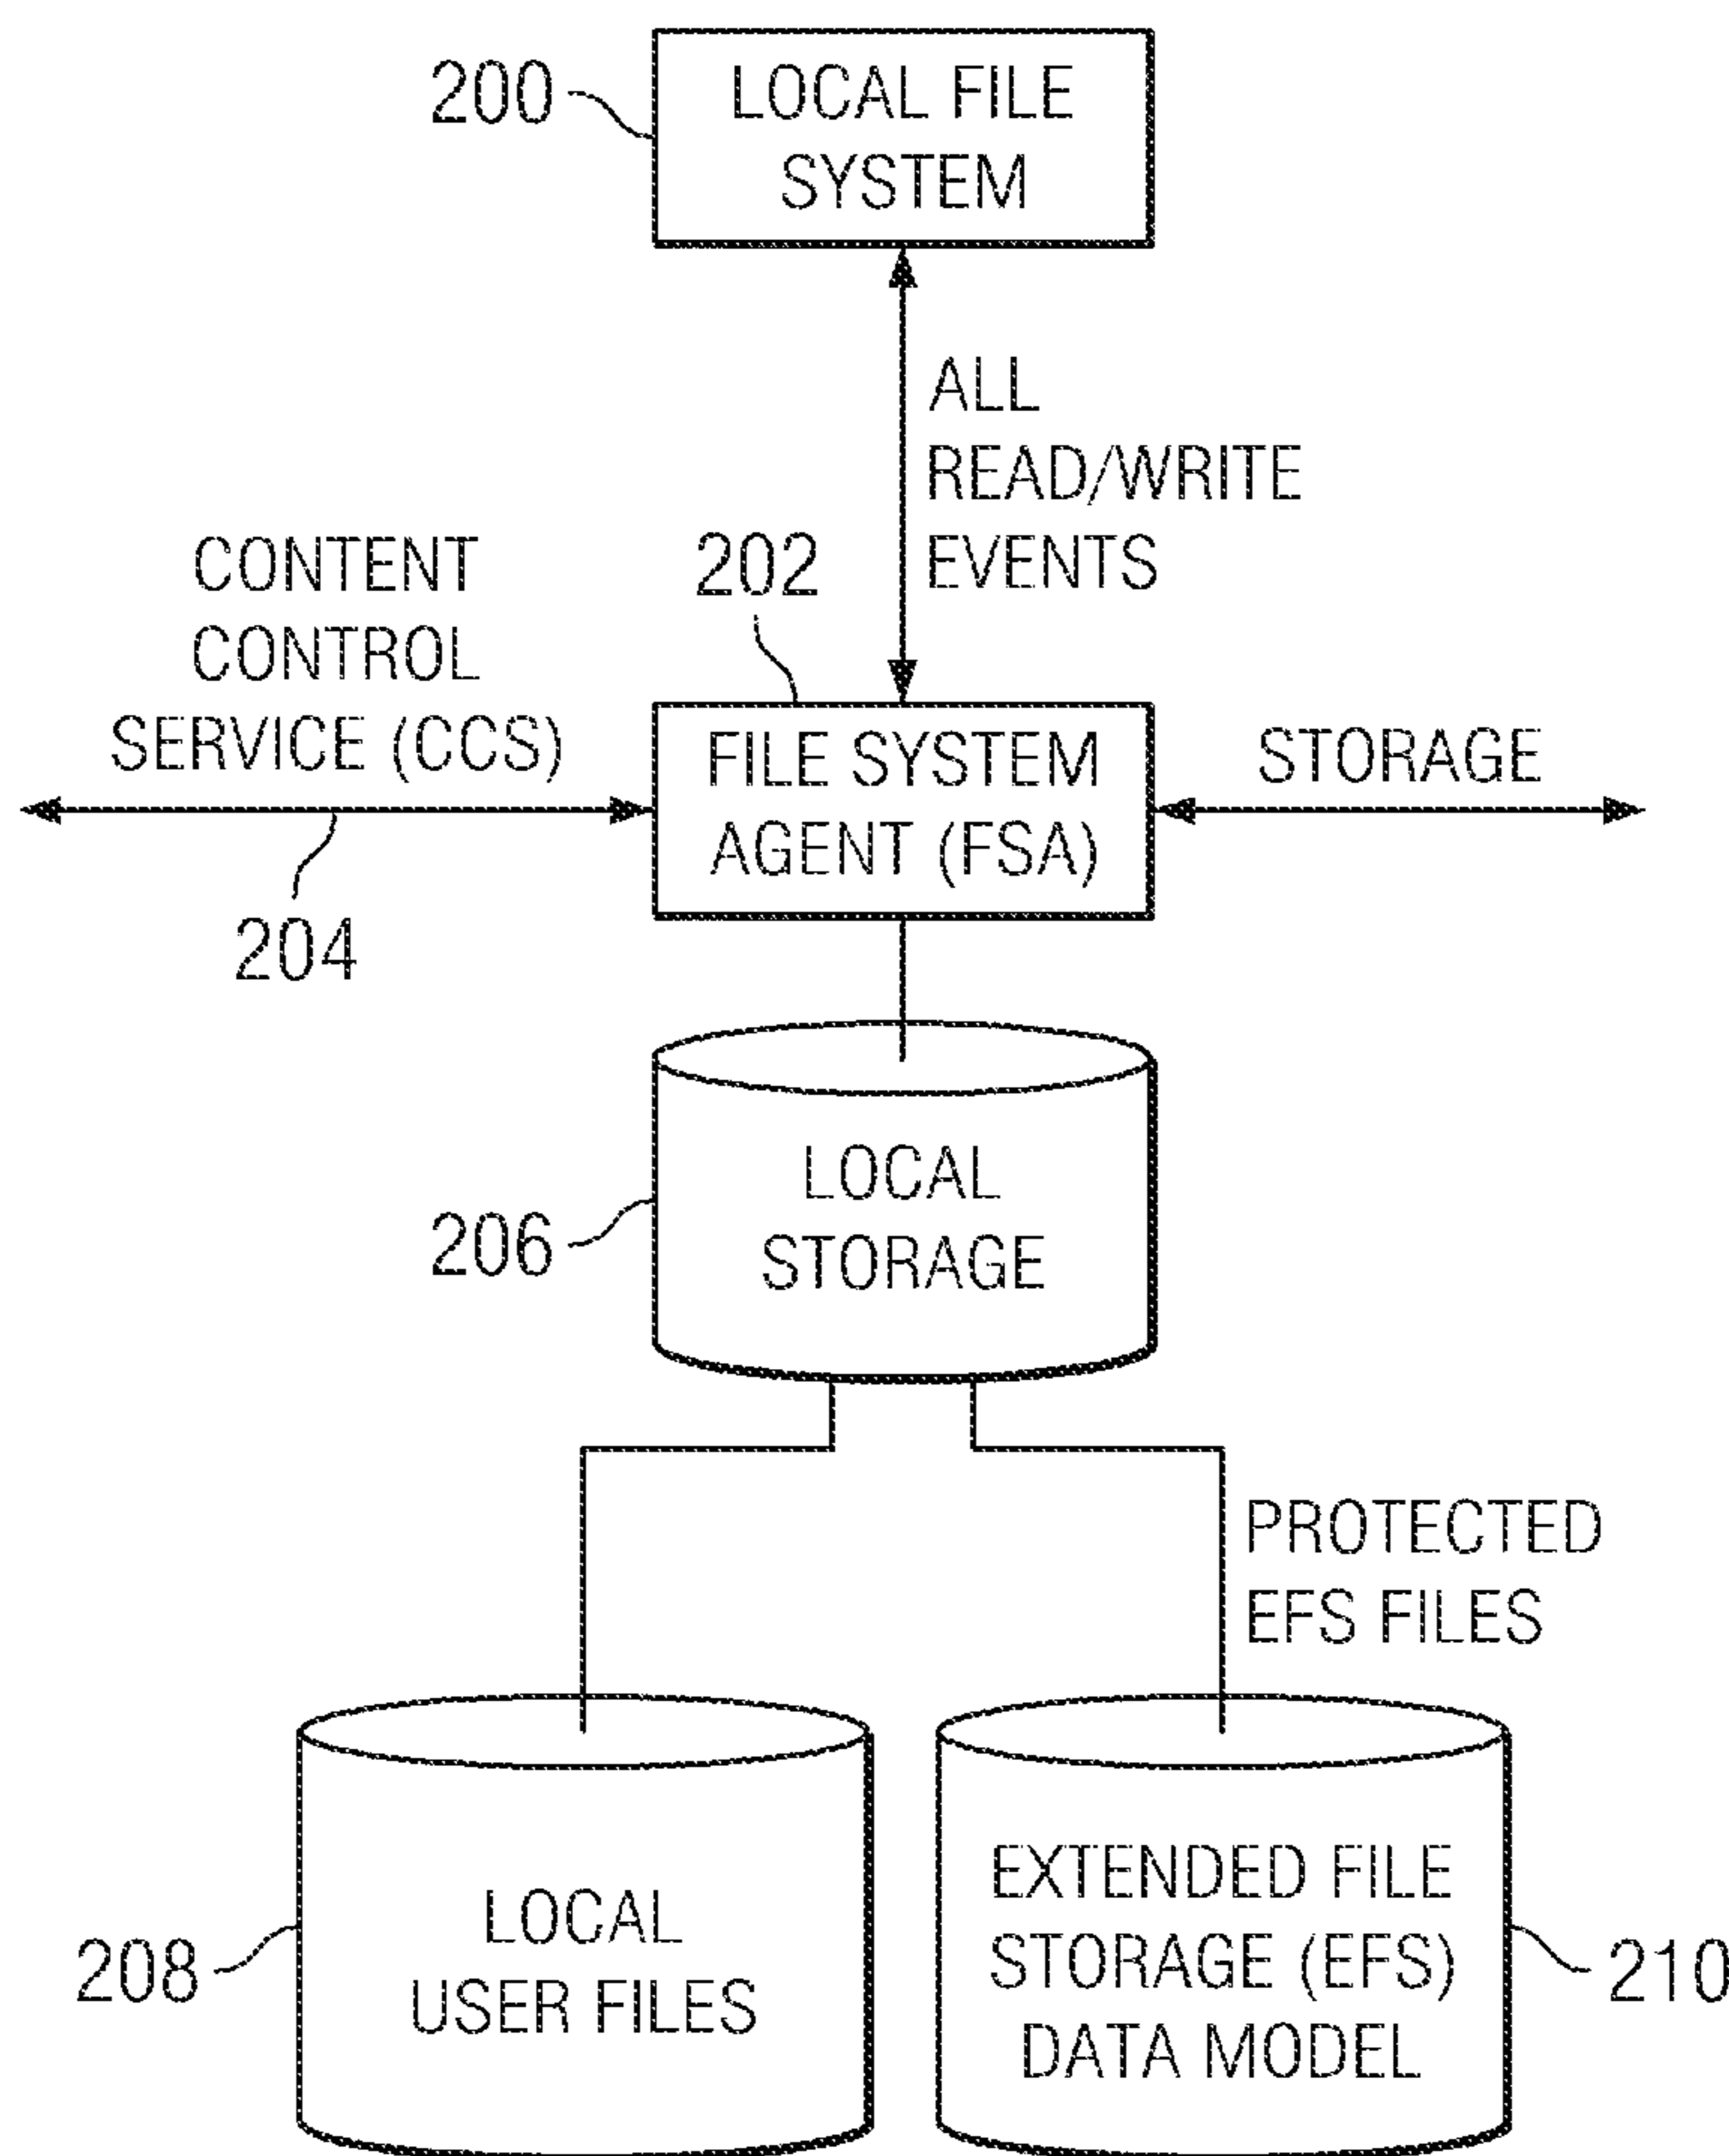 200
LOCAL FILE
SYSTEM
ALL
READ/WRITE
EVENTS
CONTENT
CONTROL
SERVICE (CCS)
202
FILE SYSTEM
AGENT (FSA)
STORAGE
204
LOCAL
STORAGE
206
PROTECTED
EFS FILES
LOCAL
USER FILES
208
EXTENDED FILE
STORAGE (EFS)
DATA MODEL
210